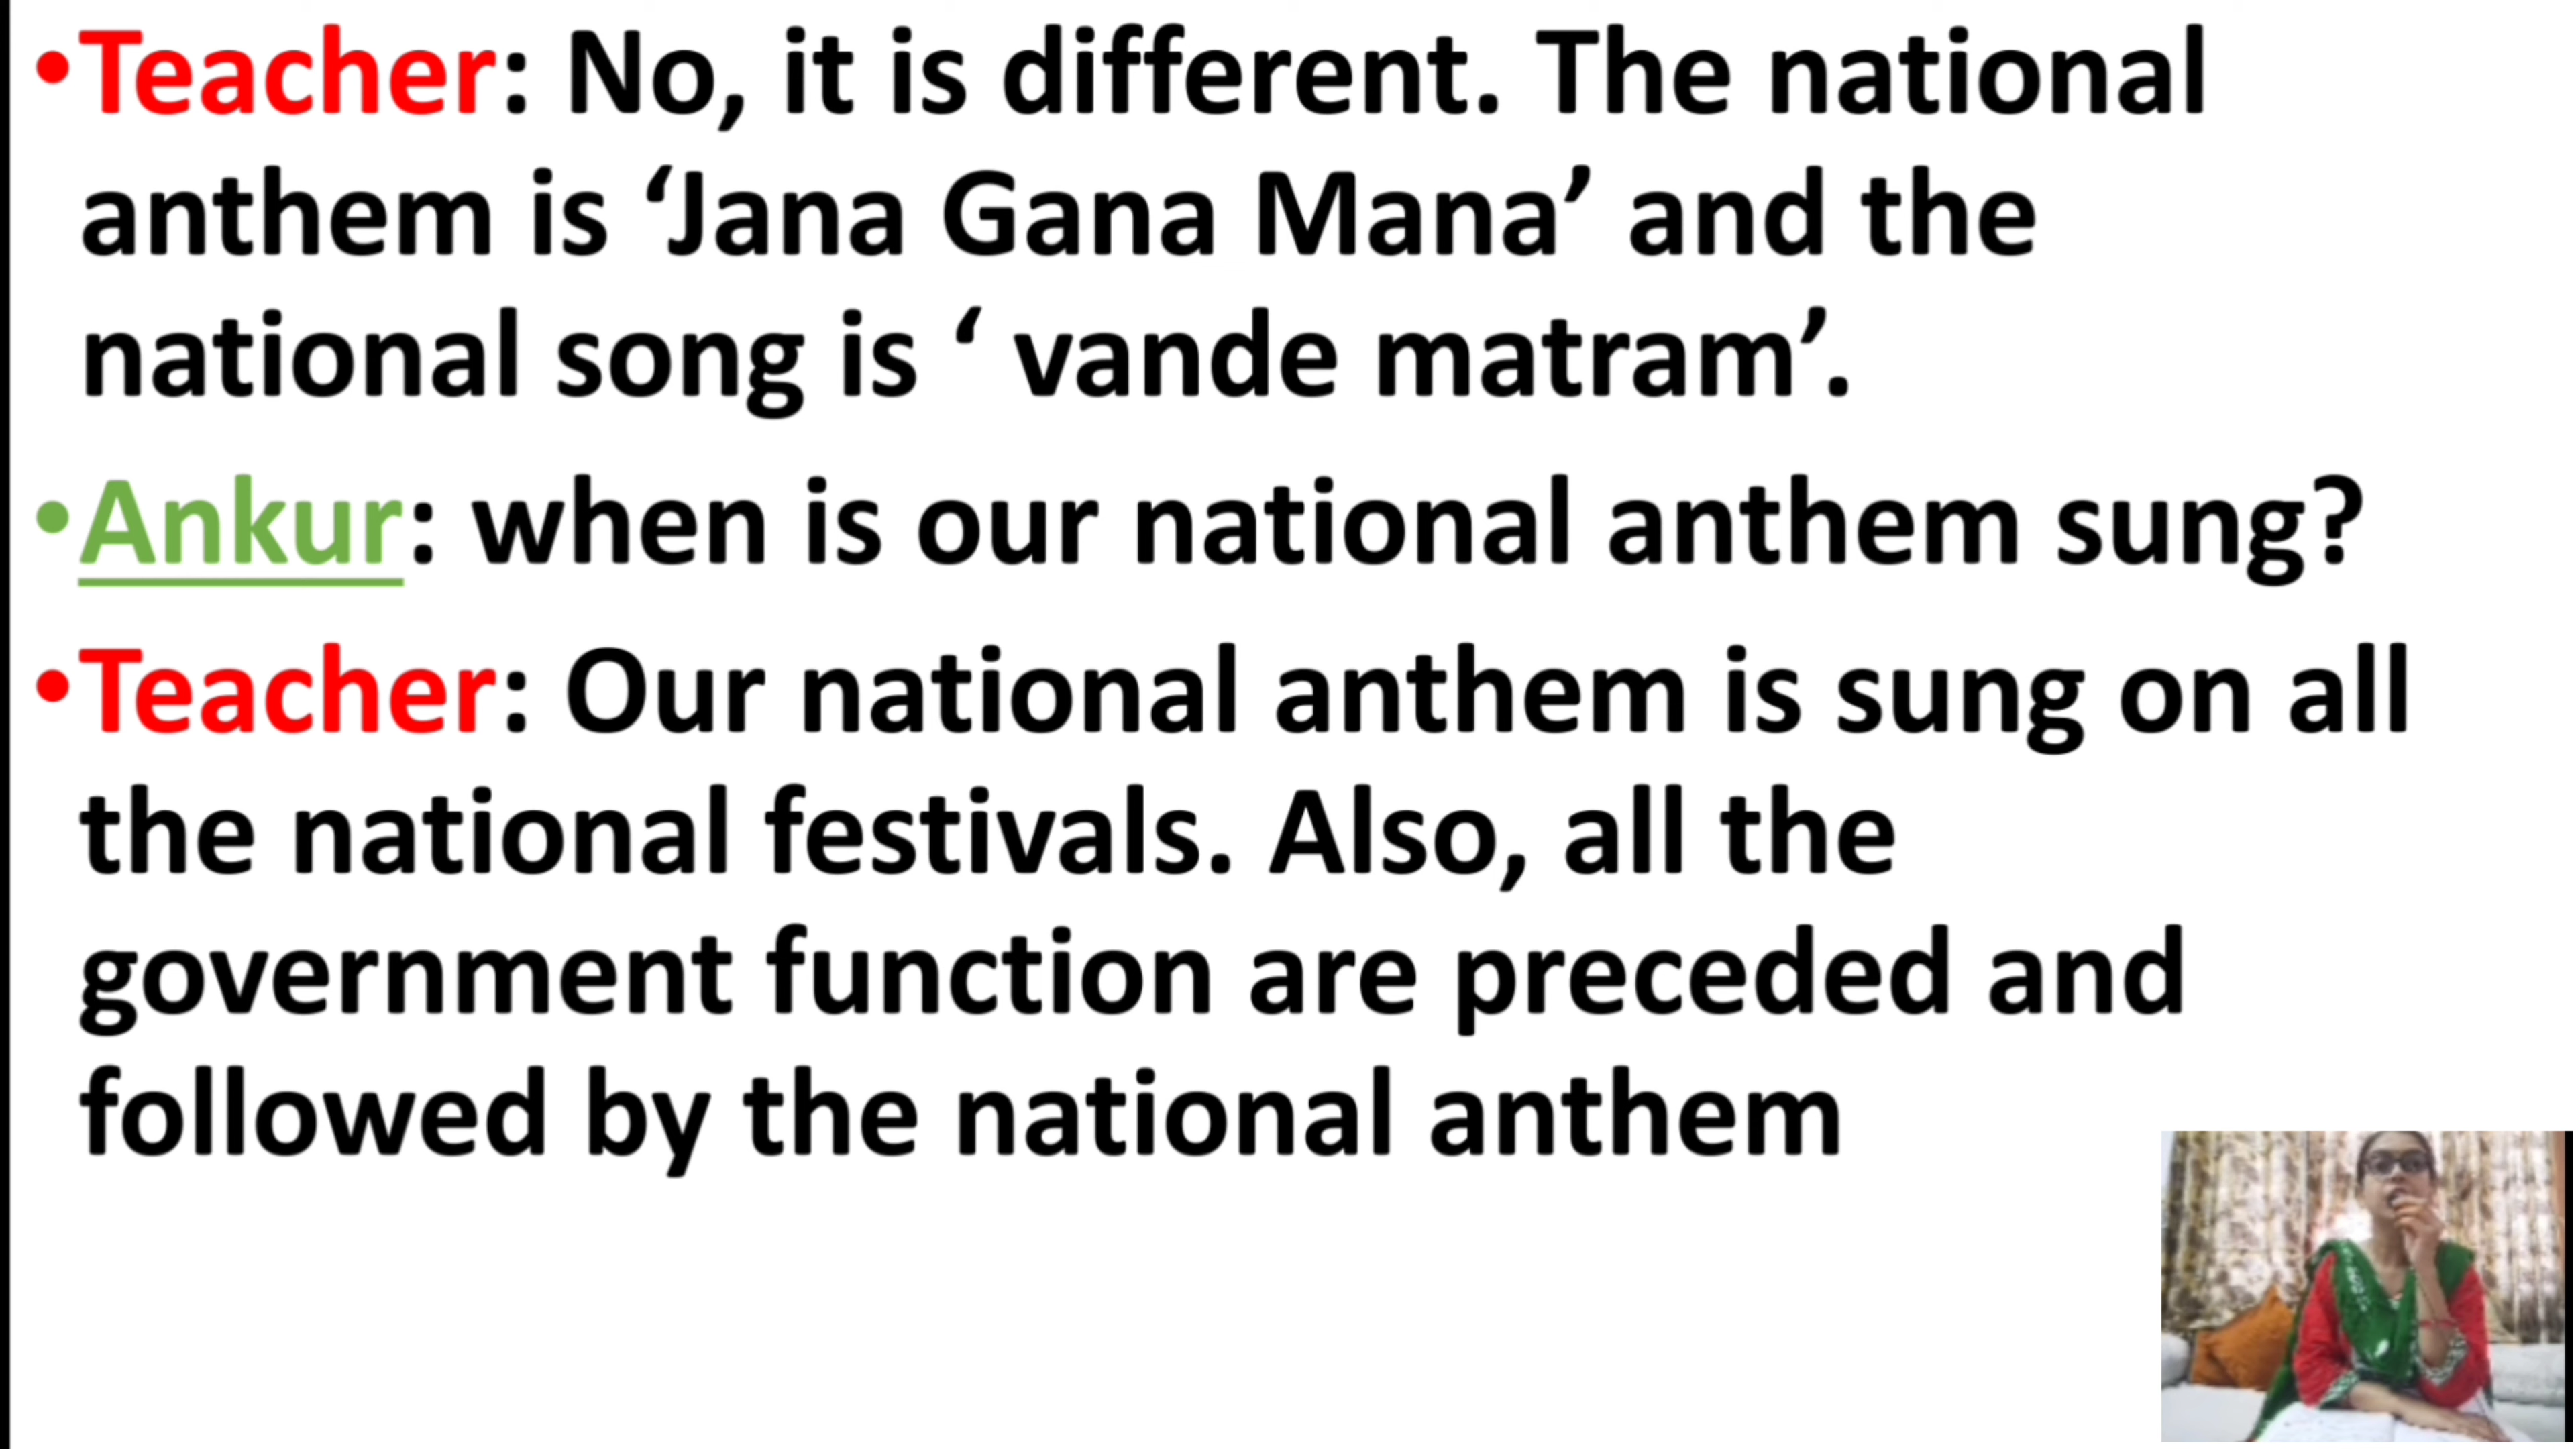 •Teacher: No, it is different. The national
anthem is ‘Jana Gana Mana’ and the
national song is ‘ vande matram’.
•Ankur: when is our national anthem sung?
•Teacher: Our national anthem is sung on all
the national festivals. Also, all the
government function are preceded and
followed by the national anthem